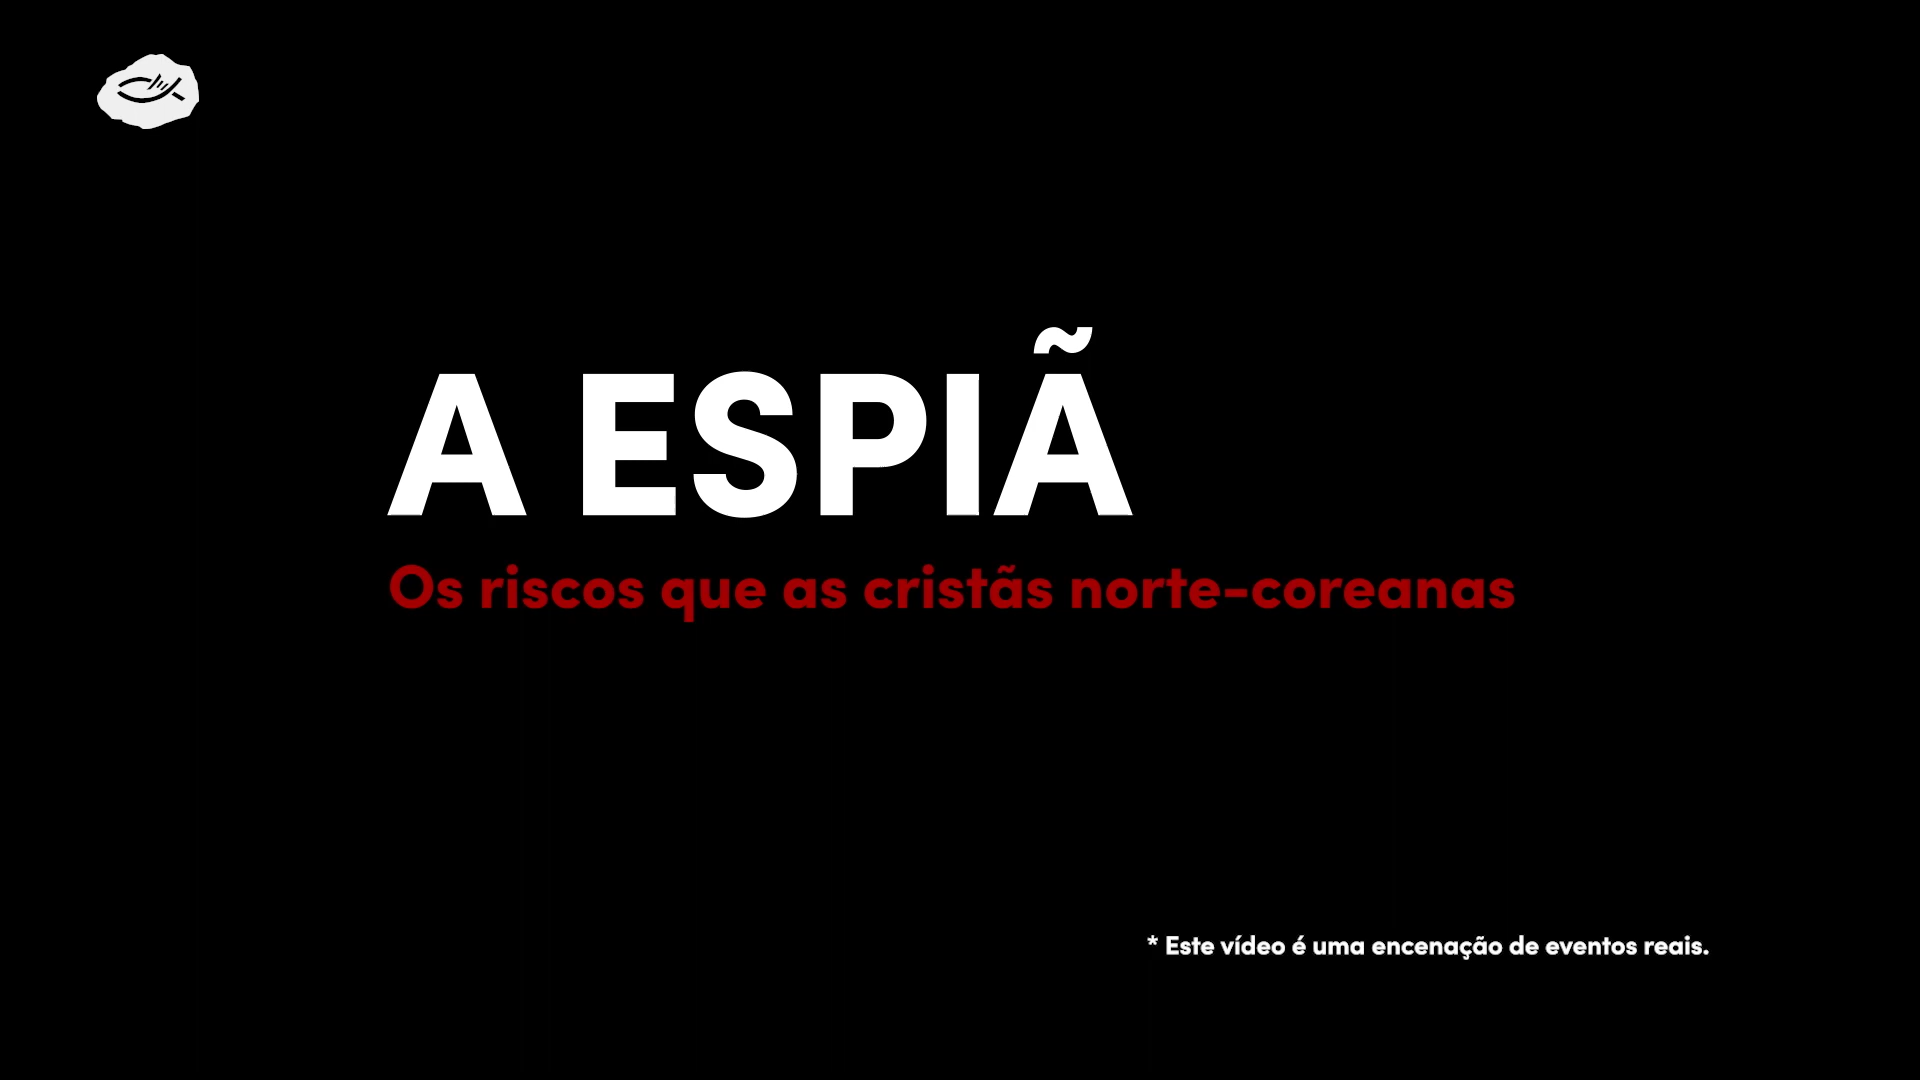 A ESPIÃ
Os riscos que as cristãs norte-coreanas
* Este vídeo é uma encenação de eventos reais.